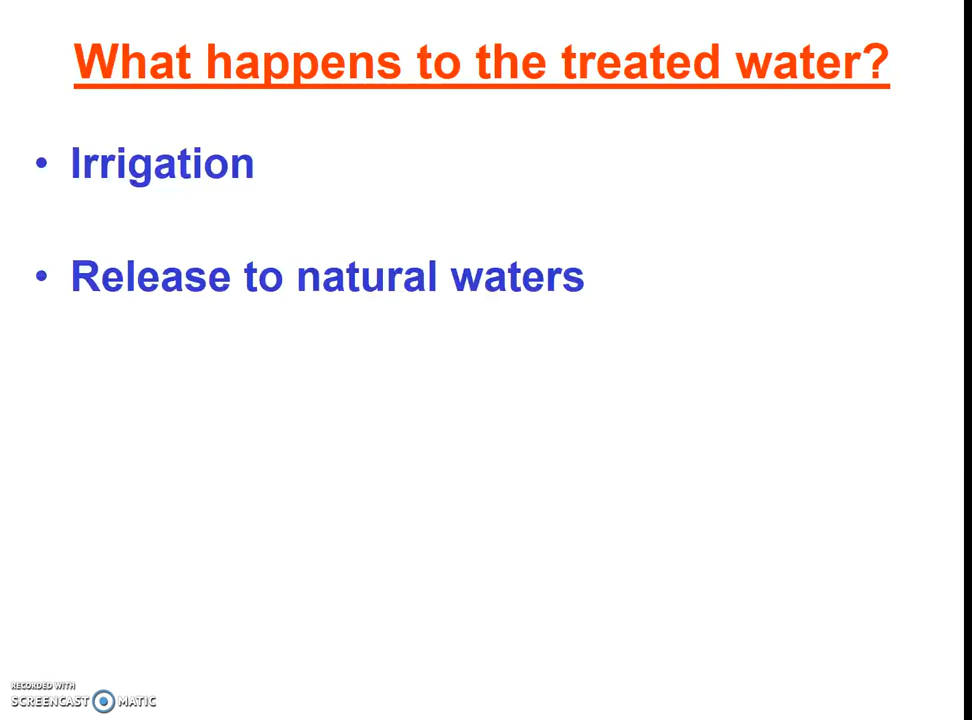 What happens to the treated water?
• Irrigation
• Release to natural waters
RECORDED WITH
SCREENCAST MATIC